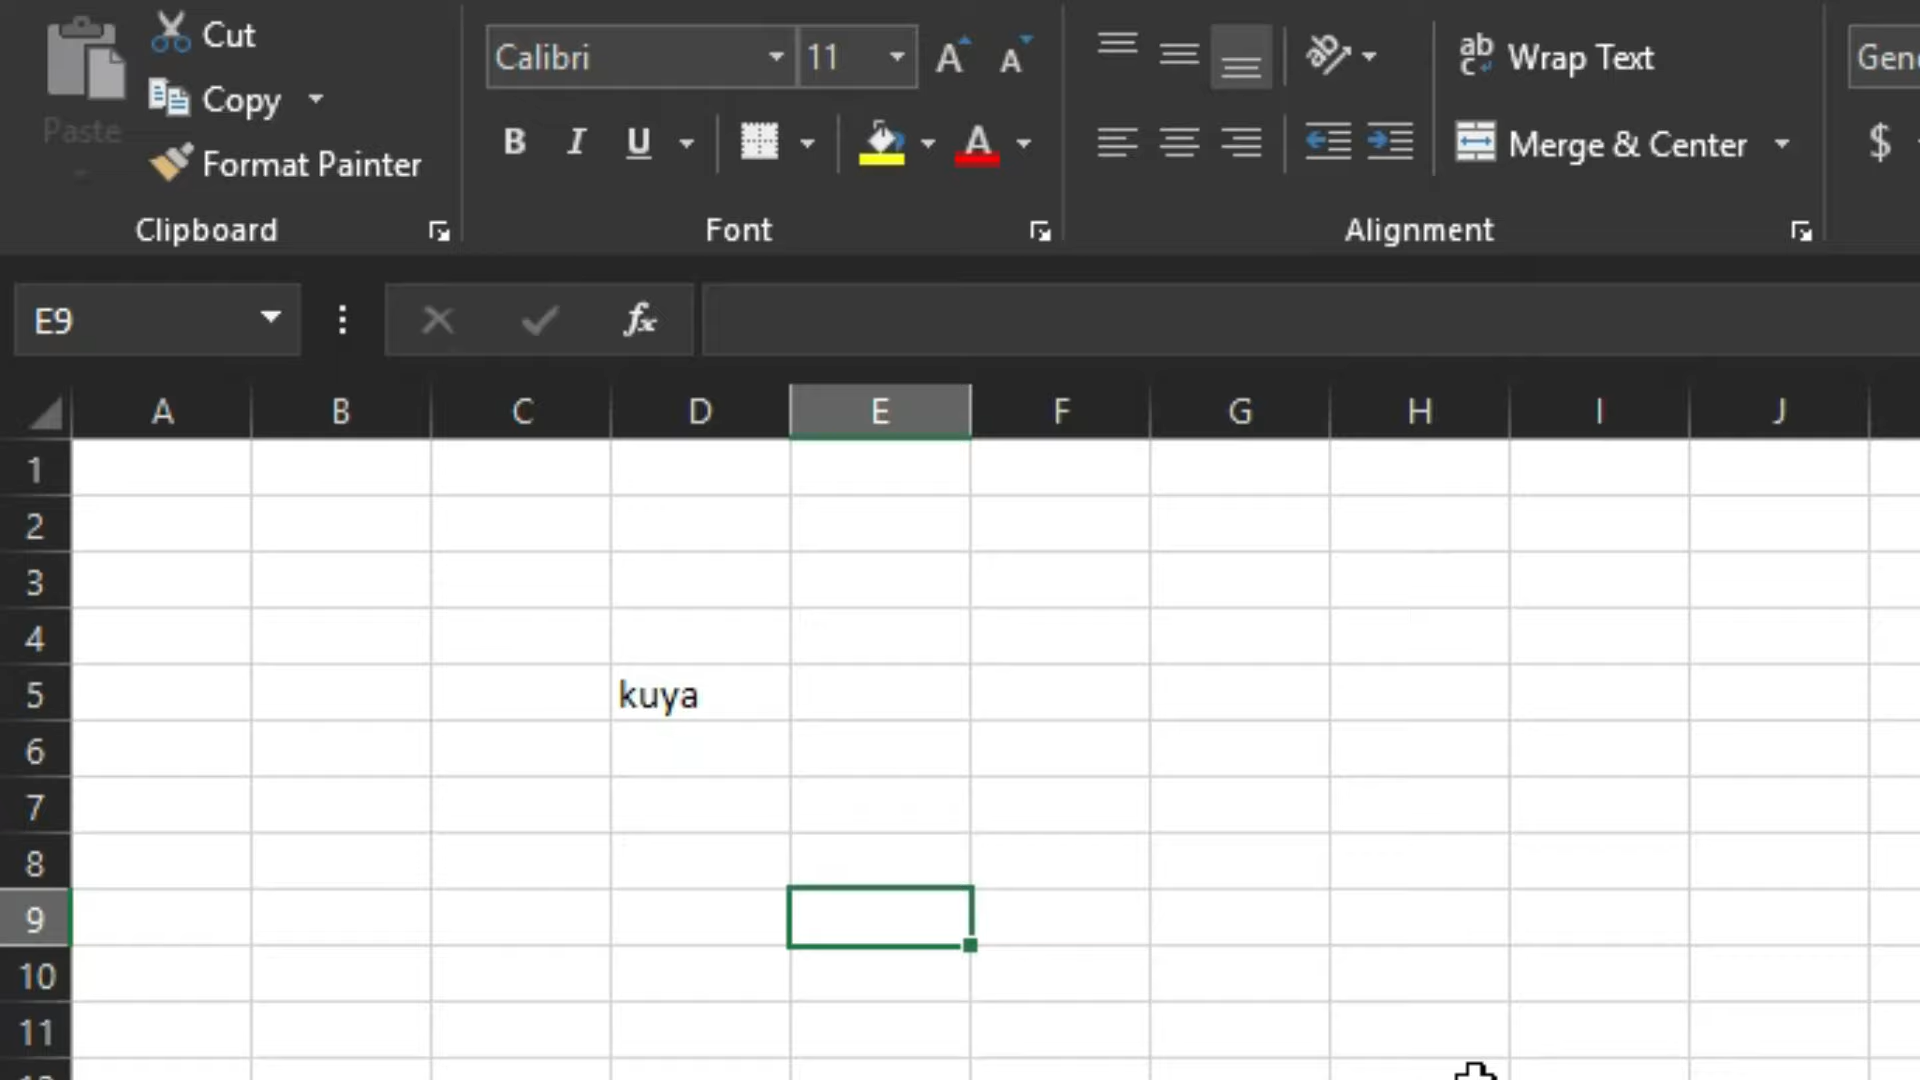 Cut
Calibri 11 A A
ab Wrap Text
Copy
B I U A
Merge & Center $
Paste
Format Painter
Clipboard Font Alignment
E9 fx
A B C D E F G H I J
1
2
3
4
5 kuya
6
7
8
9
10
11